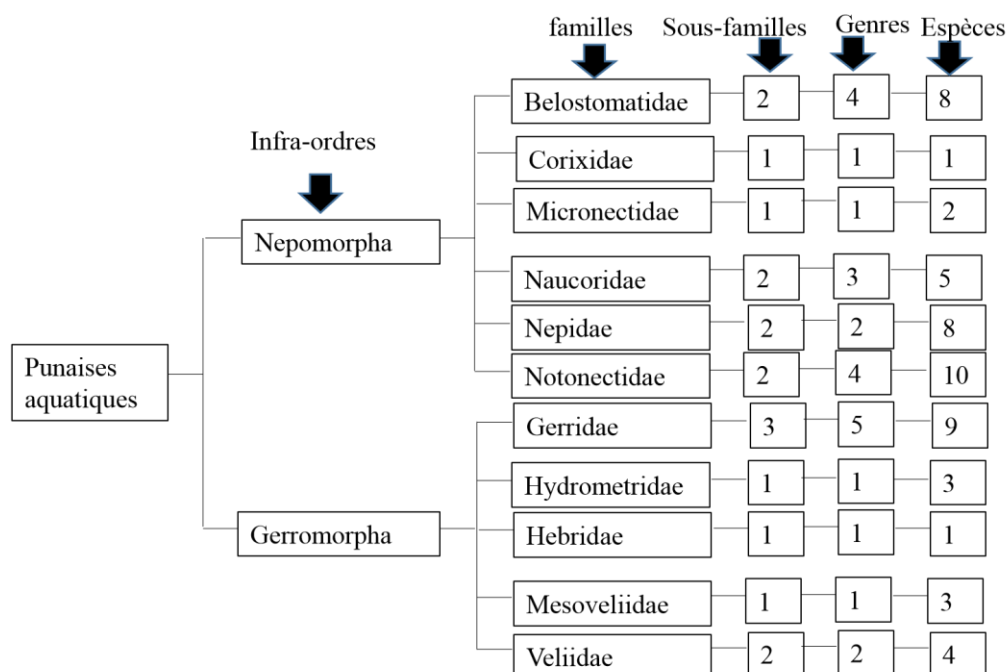 familles Sous-familles Genres Espèces
Belostomatidae 2 4 8
Infra-ordres
Corixidae 1 1 1
Micronectidae 1 1 2
Nepomorpha
Naucoridae 2 3 5
Nepidae 2 2 8
Punaises
aquatiques
Notonectidae 2 4 10
Gerridae 3 5 9
Hydrometridae 1 1 3
Gerromorpha
Hebridae 1 1 1
Mesoveliidae 1 1 3
Veliidae 2 2 4